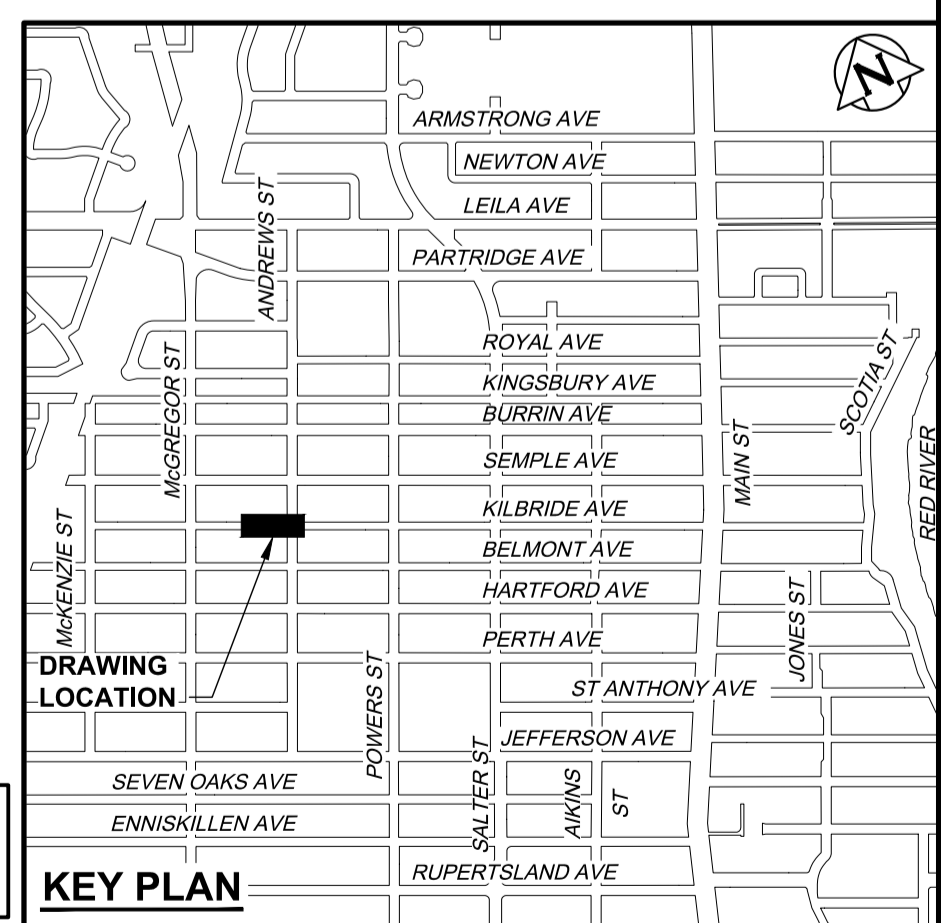 N
ARMSTRONG AVE
NEWTON AVE
LEILA AVE
ANDREWS ST
PARTRIDGE AVE
ROYAL AVE
KINGSBURY AVE
McGREGOR ST
BURRIN AVE
SCOTIA ST
SEMPLE AVE
MAIN ST
RED RIVER
KILBRIDE AVE
McKENZIE ST
BELMONT AVE
HARTFORD AVE
JONES ST
PERTH AVE
DRAWING
LOCATION
ST ANTHONY AVE
POWERS ST
JEFFERSON AVE
SEVEN OAKS AVE
SALTER ST
AIKINS
ST
ENNISKILLEN AVE
RUPERTSLAND AVE
KEY PLAN